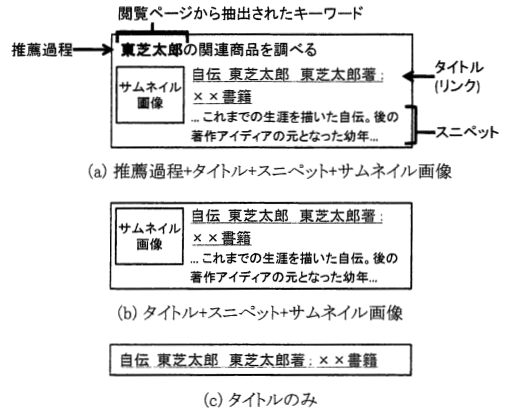 閲覧ページから抽出されたキーワード
推薦過程
東芝太郎の関連商品を調べる
サムネイル
画像
自伝 東芝太郎 東芝太郎著:
××書籍
... これまでの生涯を描いた自伝。後の
著作アイディアの元となった幼年...
タイトル
(リンク)
スニペット
(a) 推薦過程+タイトル+スニペット+サムネイル画像
サムネイル
画像
自伝 東芝太郎 東芝太郎著:
××書籍
... これまでの生涯を描いた自伝。後の
著作アイディアの元となった幼年...
(b) タイトル+スニペット+サムネイル画像
自伝 東芝太郎 東芝太郎著: ××書籍
(c) タイトルのみ